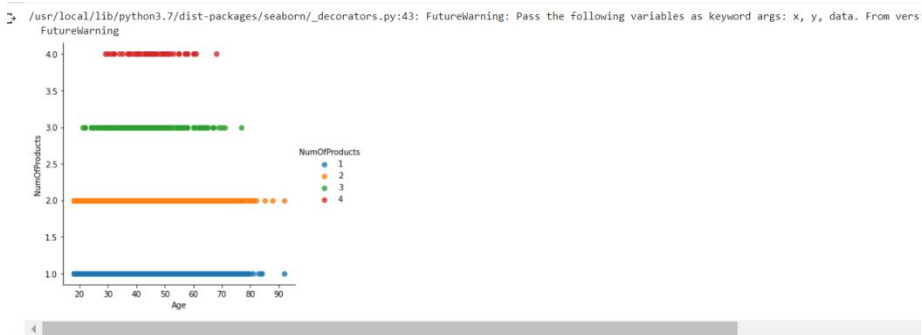 /usr/local/lib/python3.7/dist-packages/seaborn/_decorators.py:43: FutureWarning: Pass the following variables as keyword args: x, y, data. From vers
FutureWarning
4.0
3.5
3.0
2.5
2.0
1.5
1.0
NumOfProducts
20 30 40 50 60 70 80 90
Age
NumOfProducts
1
2
3
4